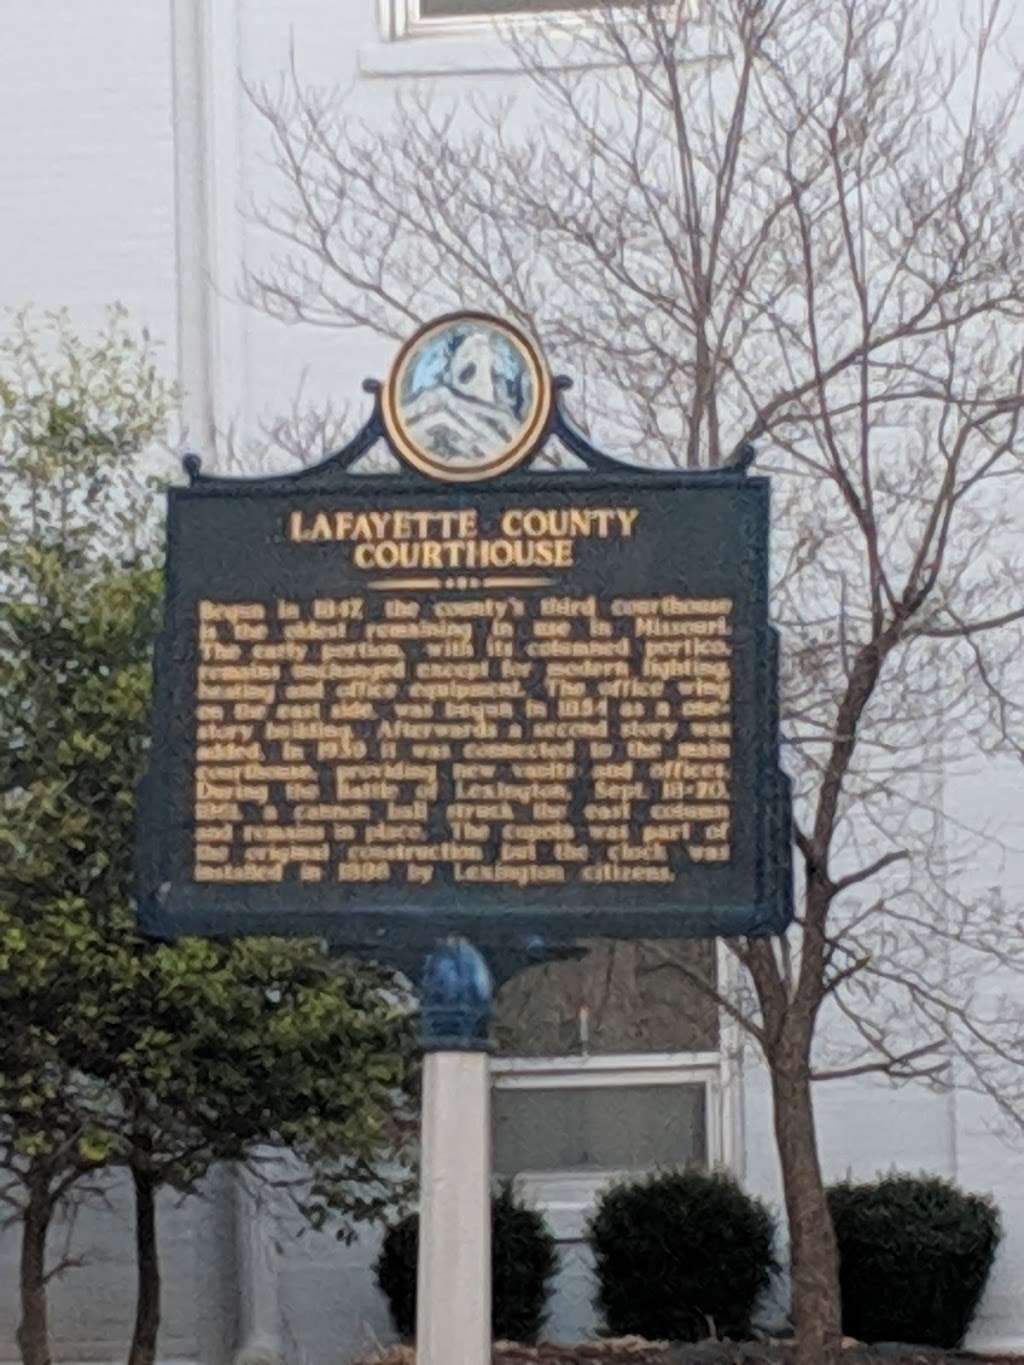 LAFAYETTE COUNTY
COURTHOUSE
Begun in 1847, the county's third courthouse
is the oldest remaining in use in Missouri.
The early portion, with its columned portico,
remains unchanged except for modern lighting,
heating and office equipment. The office wing
on the east side was begun in 1854 as a one-
story building. Afterwards a second story was
added. In 1939 it was connected to the main
courthouse, providing new vaults and offices.
During the Battle of Lexington, Sept. 18-20,
1861, a cannon ball struck the east column
and remains in place. The cupola was part of
the original construction but the clock was
installed in 1886 by Lexington citizens.